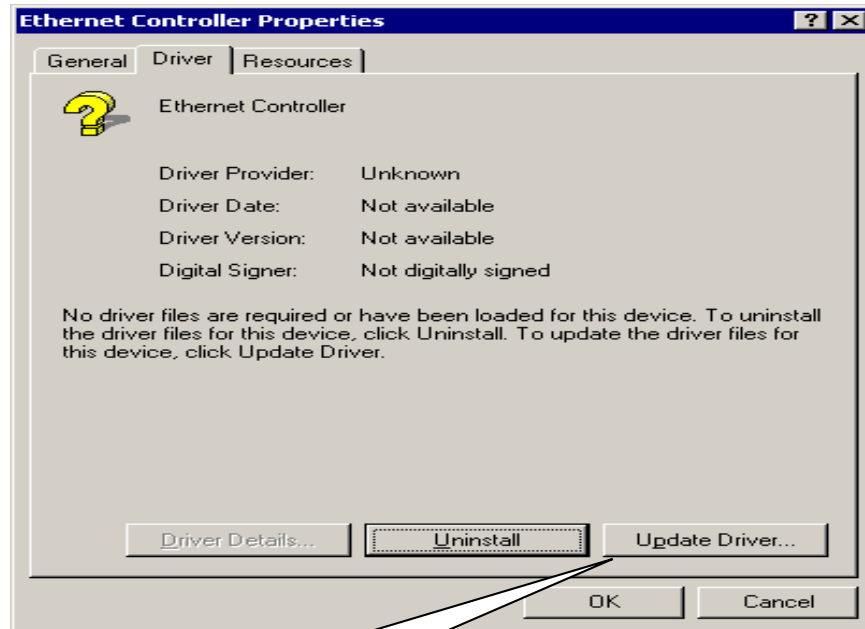 Ethernet Controller Properties
General Driver Resources
Ethernet Controller
Driver Provider: Unknown
Driver Date: Not available
Driver Version: Not available
Digital Signer: Not digitally signed
No driver files are required or have been loaded for this device. To uninstall
the driver files for this device, click Uninstall. To update the driver files for
this device, click Update Driver.
Driver Details... Uninstall Update Driver...
OK Cancel